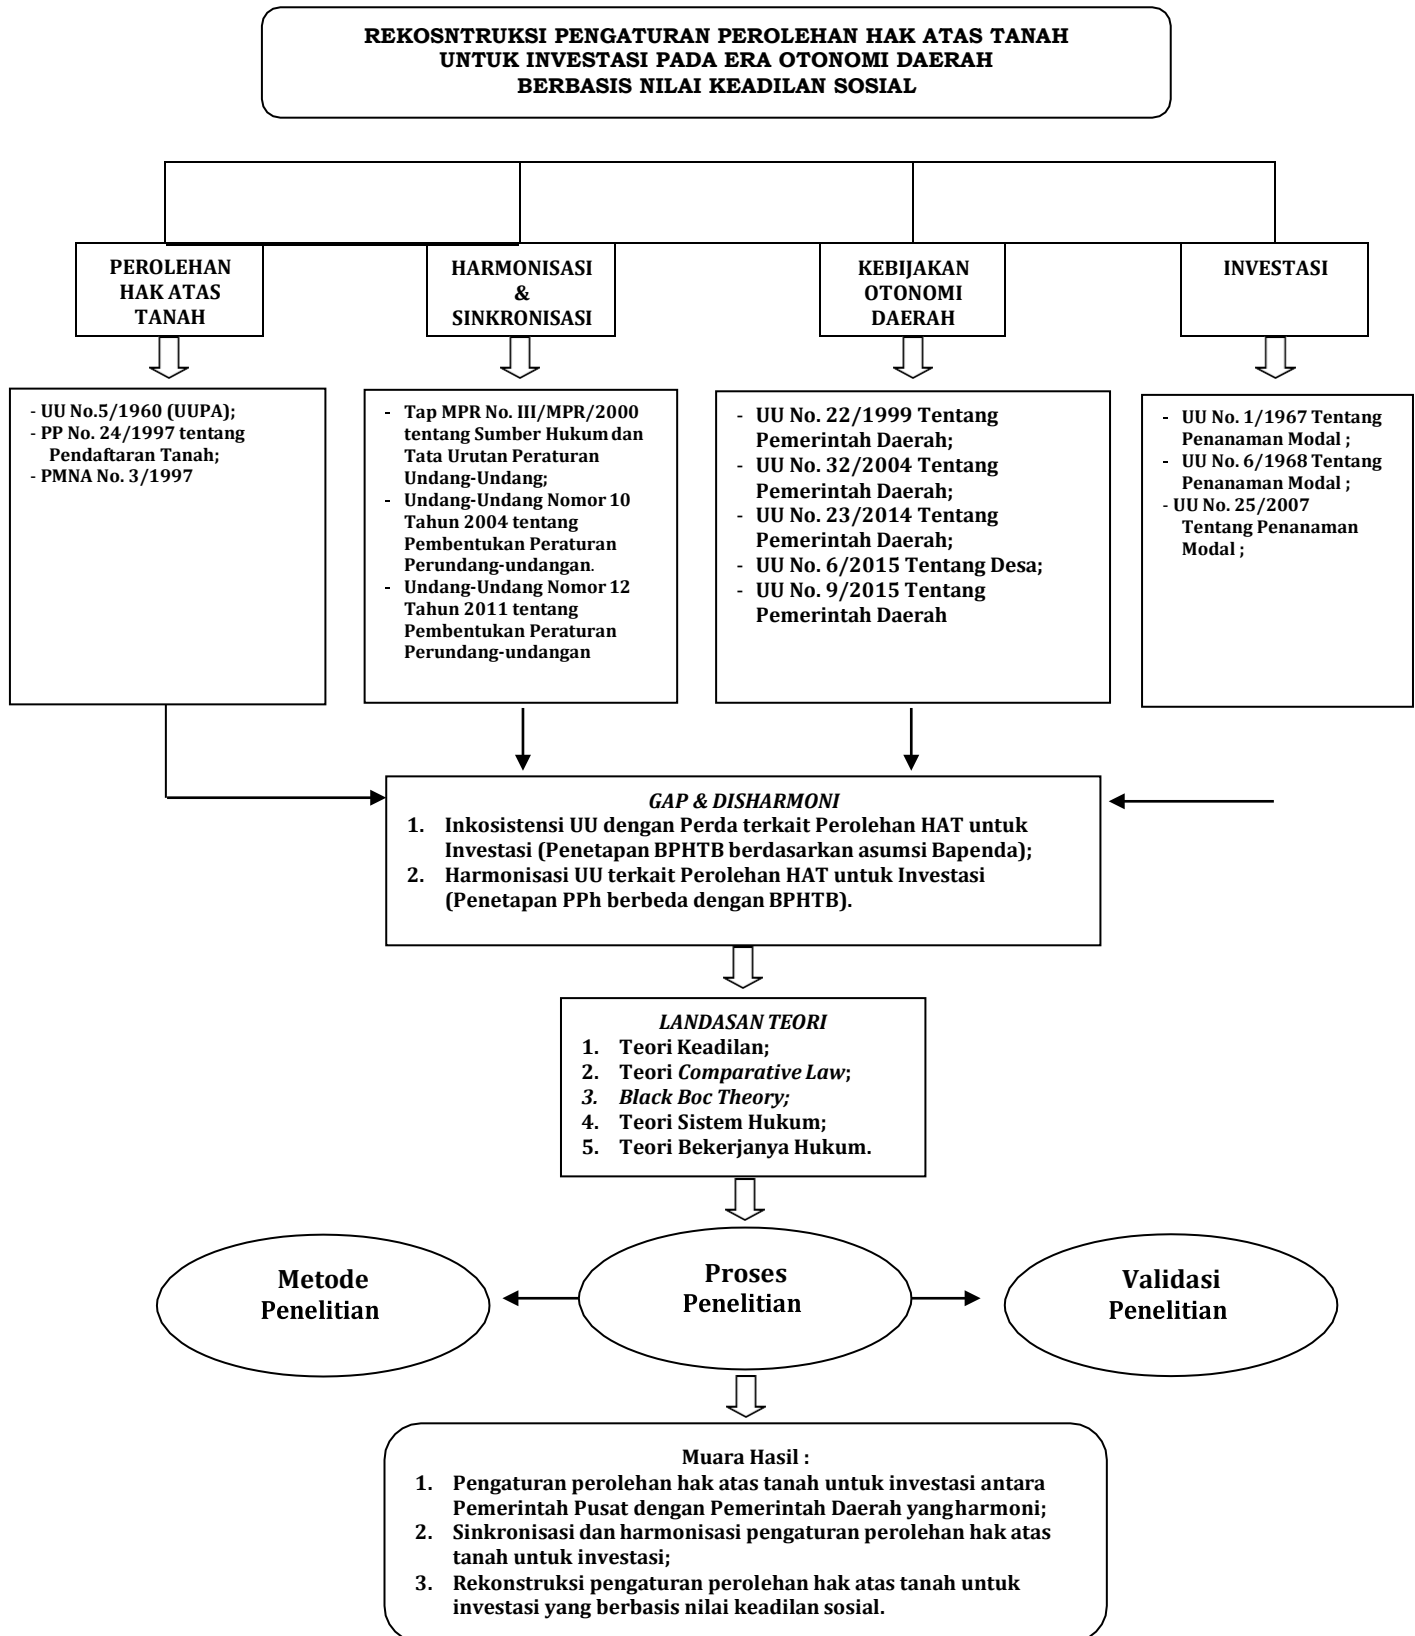 REKOSNTRUKSI PENGATURAN PEROLEHAN HAK ATAS TANAH
UNTUK INVESTASI PADA ERA OTONOMI DAERAH
BERBASIS NILAI KEADILAN SOSIAL
PEROLEHAN
HAK ATAS
TANAH
HARMONISASI
&
SINKRONISASI
KEBIJAKAN
OTONOMI
DAERAH
INVESTASI
- UU No.5/1960 (UUPA);
- PP No. 24/1997 tentang
Pendaftaran Tanah;
- PMNA No. 3/1997
- Tap MPR No. III/MPR/2000
tentang Sumber Hukum dan
Tata Urutan Peraturan
Undang-Undang;
- Undang-Undang Nomor 10
Tahun 2004 tentang
Pembentukan Peraturan
Perundang-undangan.
- Undang-Undang Nomor 12
Tahun 2011 tentang
Pembentukan Peraturan
Perundang-undangan
- UU No. 22/1999 Tentang
Pemerintah Daerah;
- UU No. 32/2004 Tentang
Pemerintah Daerah;
- UU No. 23/2014 Tentang
Pemerintah Daerah;
- UU No. 6/2015 Tentang Desa;
- UU No. 9/2015 Tentang
Pemerintah Daerah
- UU No. 1/1967 Tentang
Penanaman Modal ;
- UU No. 6/1968 Tentang
Penanaman Modal ;
- UU No. 25/2007
Tentang Penanaman
Modal ;
GAP & DISHARMONI
1. Inkosistensi UU dengan Perda terkait Perolehan HAT untuk
Investasi (Penetapan BPHTB berdasarkan asumsi Bapenda);
2. Harmonisasi UU terkait Perolehan HAT untuk Investasi
(Penetapan PPh berbeda dengan BPHTB).
LANDASAN TEORI
1. Teori Keadilan;
2. Teori Comparative Law;
3. Black Boc Theory;
4. Teori Sistem Hukum;
5. Teori Bekerjanya Hukum.
Metode
Penelitian
Proses
Penelitian
Validasi
Penelitian
Muara Hasil :
1. Pengaturan perolehan hak atas tanah untuk investasi antara
Pemerintah Pusat dengan Pemerintah Daerah yangharmoni;
2. Sinkronisasi dan harmonisasi pengaturan perolehan hak atas
tanah untuk investasi;
3. Rekonstruksi pengaturan perolehan hak atas tanah untuk
investasi yang berbasis nilai keadilan sosial.